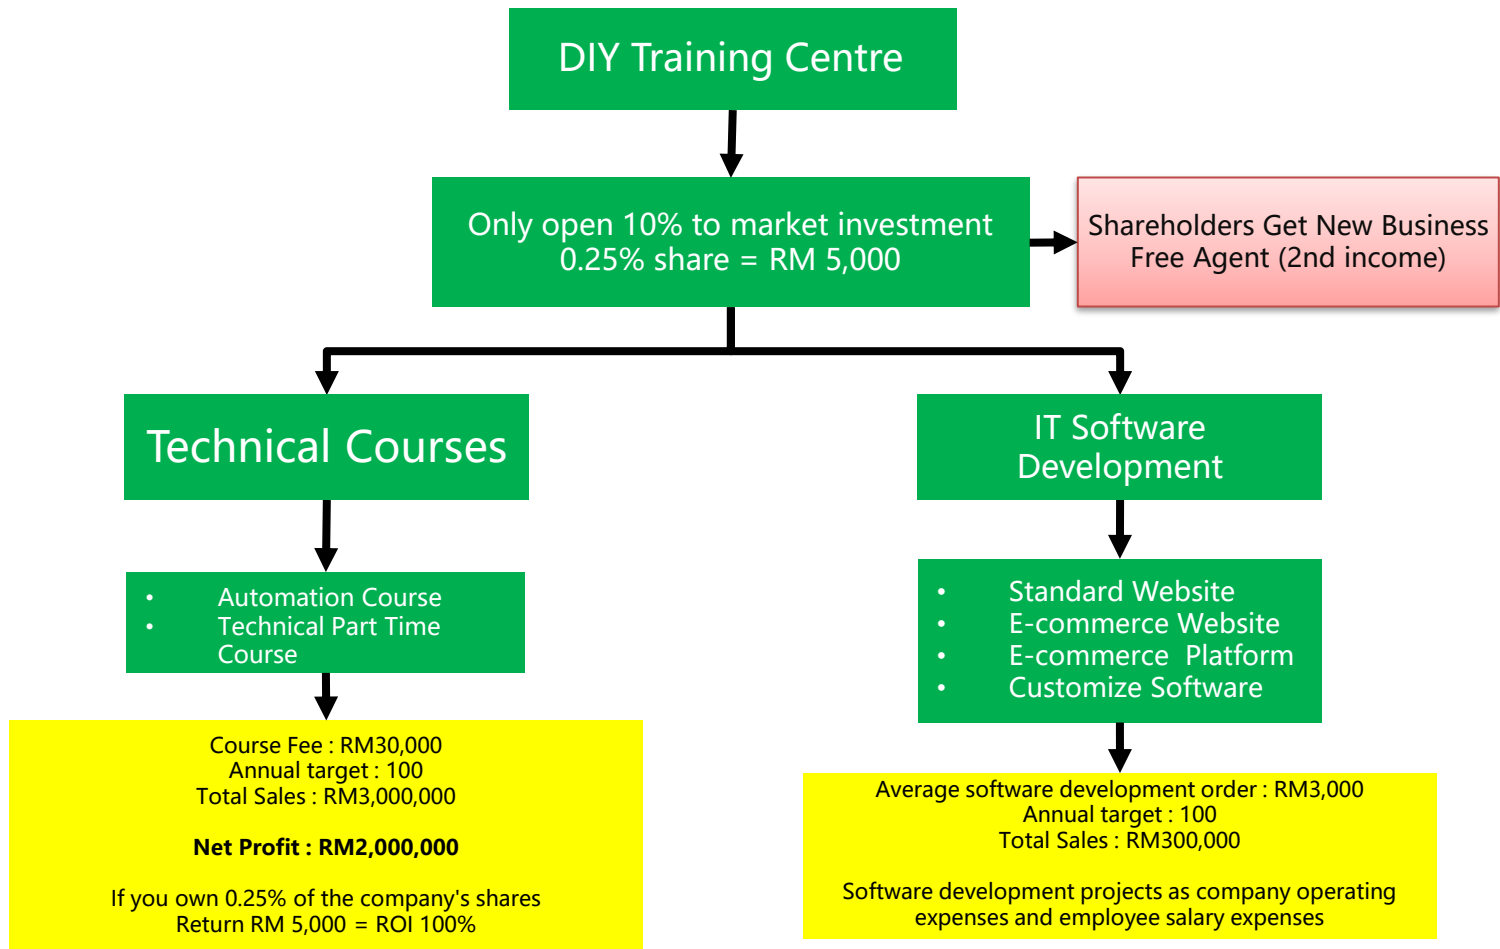 DIY Training Centre
Only open 10% to market investment
0.25% share = RM 5,000
Shareholders Get New Business
Free Agent (2nd income)
Technical Courses
IT Software
Development
• Automation Course
• Technical Part Time
Course
• Standard Website
• E-commerce Website
• E-commerce  Platform
• Customize Software
Course Fee : RM30,000
Annual target : 100
Total Sales : RM3,000,000
Net Profit : RM2,000,000
If you own 0.25% of the company's shares
Return RM 5,000 = ROI 100%
Average software development order : RM3,000
Annual target : 100
Total Sales : RM300,000
Software development projects as company operating
expenses and employee salary expenses